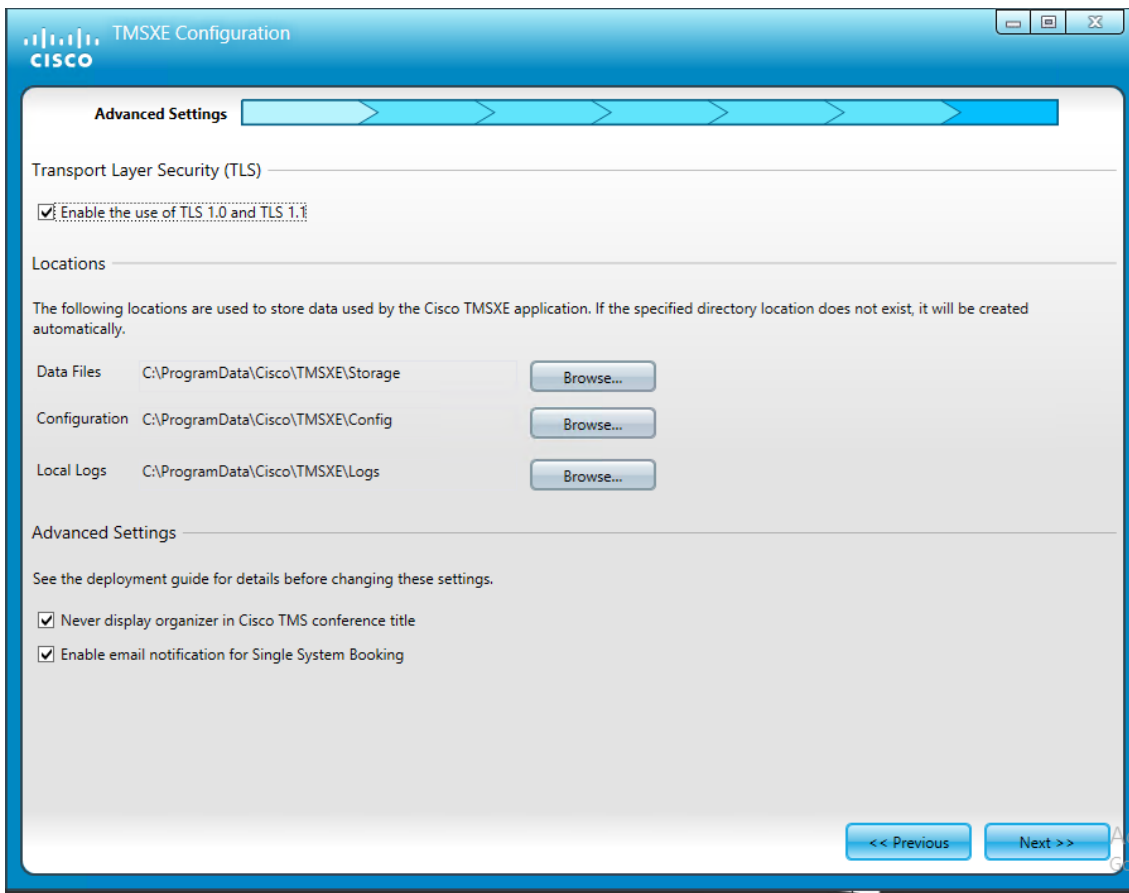 TMSXE Configuration
CISCO
Advanced Settings
Transport Layer Security (TLS)
Enable the use of TLS 1.0 and TLS 1.1
Locations
The following locations are used to store data used by the Cisco TMSXE application. If the specified directory location does not exist, it will be created
automatically.
Data Files C:\ProgramData\Cisco\TMSXE\Storage Browse...
Configuration C:\ProgramData\Cisco\TMSXE\Config Browse...
Local Logs C:\ProgramData\Cisco\TMSXE\Logs Browse...
Advanced Settings
See the deployment guide for details before changing these settings.
Never display organizer in Cisco TMS conference title
Enable email notification for Single System Booking
<< Previous Next >>